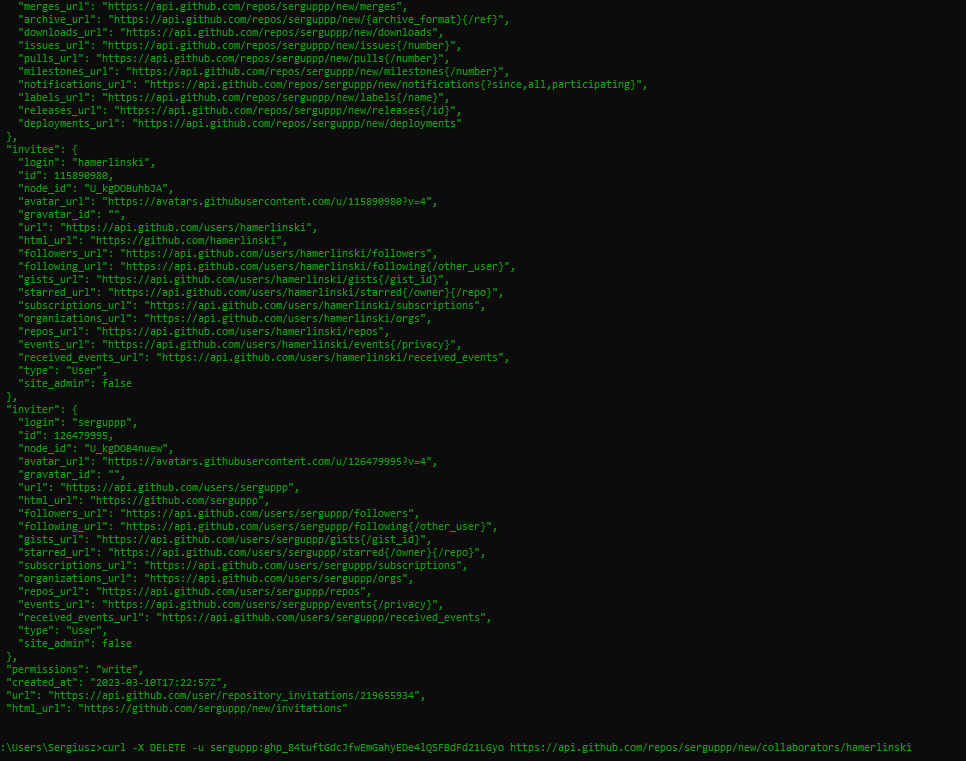 "merges_url": "https://api.github.com/repos/serguppp/new/merges",
"archive_url": "https://api.github.com/repos/serguppp/new/{archive_format}{/ref}",
"downloads_url": "https://api.github.com/repos/serguppp/new/downloads",
"issues_url": "https://api.github.com/repos/serguppp/new/issues{/number}",
"pulls_url": "https://api.github.com/repos/serguppp/new/pulls{/number}",
"milestones_url": "https://api.github.com/repos/serguppp/new/milestones{/number}",
"notifications_url": "https://api.github.com/repos/serguppp/new/notifications{?since,all,participating}",
"labels_url": "https://api.github.com/repos/serguppp/new/labels{/name}",
"releases_url": "https://api.github.com/repos/serguppp/new/releases{/id}",
"deployments_url": "https://api.github.com/repos/serguppp/new/deployments"
},
"invitee": {
"login": "hamerlinski",
"id": 115890980,
"node_id": "U_kgDOBuhbJA",
"avatar_url": "https://avatars.githubusercontent.com/u/115890980?v=4",
"gravatar_id": "",
"url": "https://api.github.com/users/hamerlinski",
"html_url": "https://github.com/hamerlinski",
"followers_url": "https://api.github.com/users/hamerlinski/followers",
"following_url": "https://api.github.com/users/hamerlinski/following{/other_user}",
"gists_url": "https://api.github.com/users/hamerlinski/gists{/gist_id}",
"starred_url": "https://api.github.com/users/hamerlinski/starred{/owner}{/repo}",
"subscriptions_url": "https://api.github.com/users/hamerlinski/subscriptions",
"organizations_url": "https://api.github.com/users/hamerlinski/orgs",
"repos_url": "https://api.github.com/users/hamerlinski/repos",
"events_url": "https://api.github.com/users/hamerlinski/events{/privacy}",
"received_events_url": "https://api.github.com/users/hamerlinski/received_events",
"type": "User",
"site_admin": false
},
"inviter": {
"login": "serguppp",
"id": 126479995,
"node_id": "U_kgDOB4nuew",
"avatar_url": "https://avatars.githubusercontent.com/u/126479995?v=4",
"gravatar_id": "",
"url": "https://api.github.com/users/serguppp",
"html_url": "https://github.com/serguppp",
"followers_url": "https://api.github.com/users/serguppp/followers",
"following_url": "https://api.github.com/users/serguppp/following{/other_user}",
"gists_url": "https://api.github.com/users/serguppp/gists{/gist_id}",
"starred_url": "https://api.github.com/users/serguppp/starred{/owner}{/repo}",
"subscriptions_url": "https://api.github.com/users/serguppp/subscriptions",
"organizations_url": "https://api.github.com/users/serguppp/orgs",
"repos_url": "https://api.github.com/users/serguppp/repos",
"events_url": "https://api.github.com/users/serguppp/events{/privacy}",
"received_events_url": "https://api.github.com/users/serguppp/received_events",
"type": "User",
"site_admin": false
},
"permissions": "write",
"created_at": "2023-03-10T17:22:57Z",
"url": "https://api.github.com/user/repository_invitations/219655934",
"html_url": "https://github.com/serguppp/new/invitations"
:\Users\Sergiusz>curl -X DELETE -u serguppp: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 https://api.github.com/repos/serguppp/new/collaborators/hamerlinski